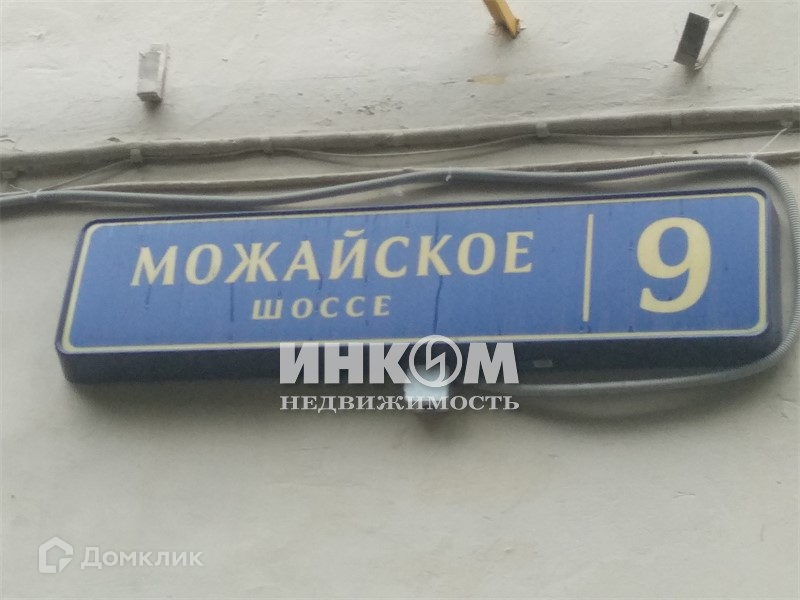 МОЖАЙСКОЕ
ШОССЕ
9
ИНКОМ
НЕДВИЖИМОСТЬ
Домклик